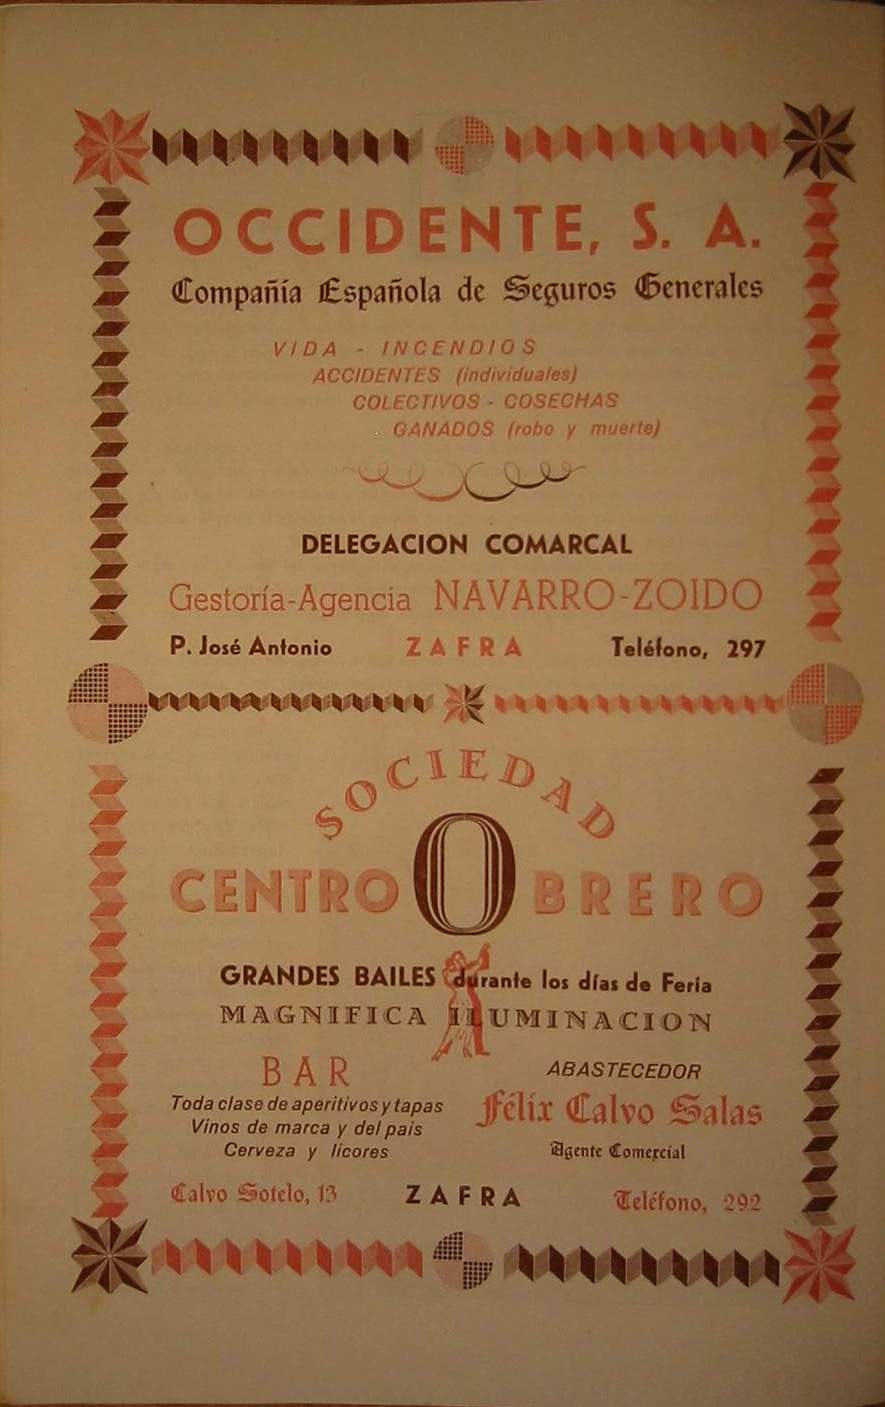 OCCIDENTE, S. A.
Compañía Española de Seguros Generales
VIDA - INCENDIOS
ACCIDENTES (individuales)
COLECTIVOS - COSECHAS
GANADOS (robo y muerte)
DELEGACION COMARCAL
Gestoría-Agencia NAVARRO-ZOIDO
P. José Antonio ZAFRA Teléfono, 297
SOCIEDAD
CENTRO OBRERO
GRANDES BAILES durante los días de Feria
MAGNIFICA ILUMINACION
BAR
Toda clase de aperitivos y tapas
Vinos de marca y del pais
Cerveza y licores
ABASTECEDOR
Félix Calvo Salas
Agente Comercial
Calvo Sotelo, 13 ZAFRA Teléfono, 292